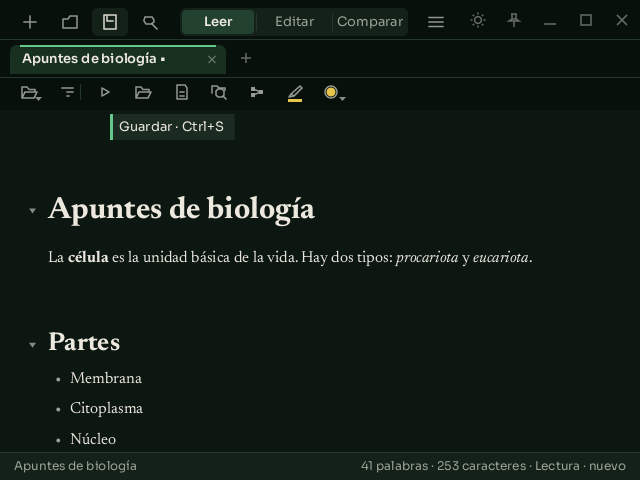 Leer Editar Comparar
Apuntes de biología •
Guardar · Ctrl+S
Apuntes de biología
La célula es la unidad básica de la vida. Hay dos tipos: procariota y eucariota.
Partes
• Membrana
• Citoplasma
• Núcleo
Apuntes de biología 41 palabras · 253 caracteres · Lectura · nuevo